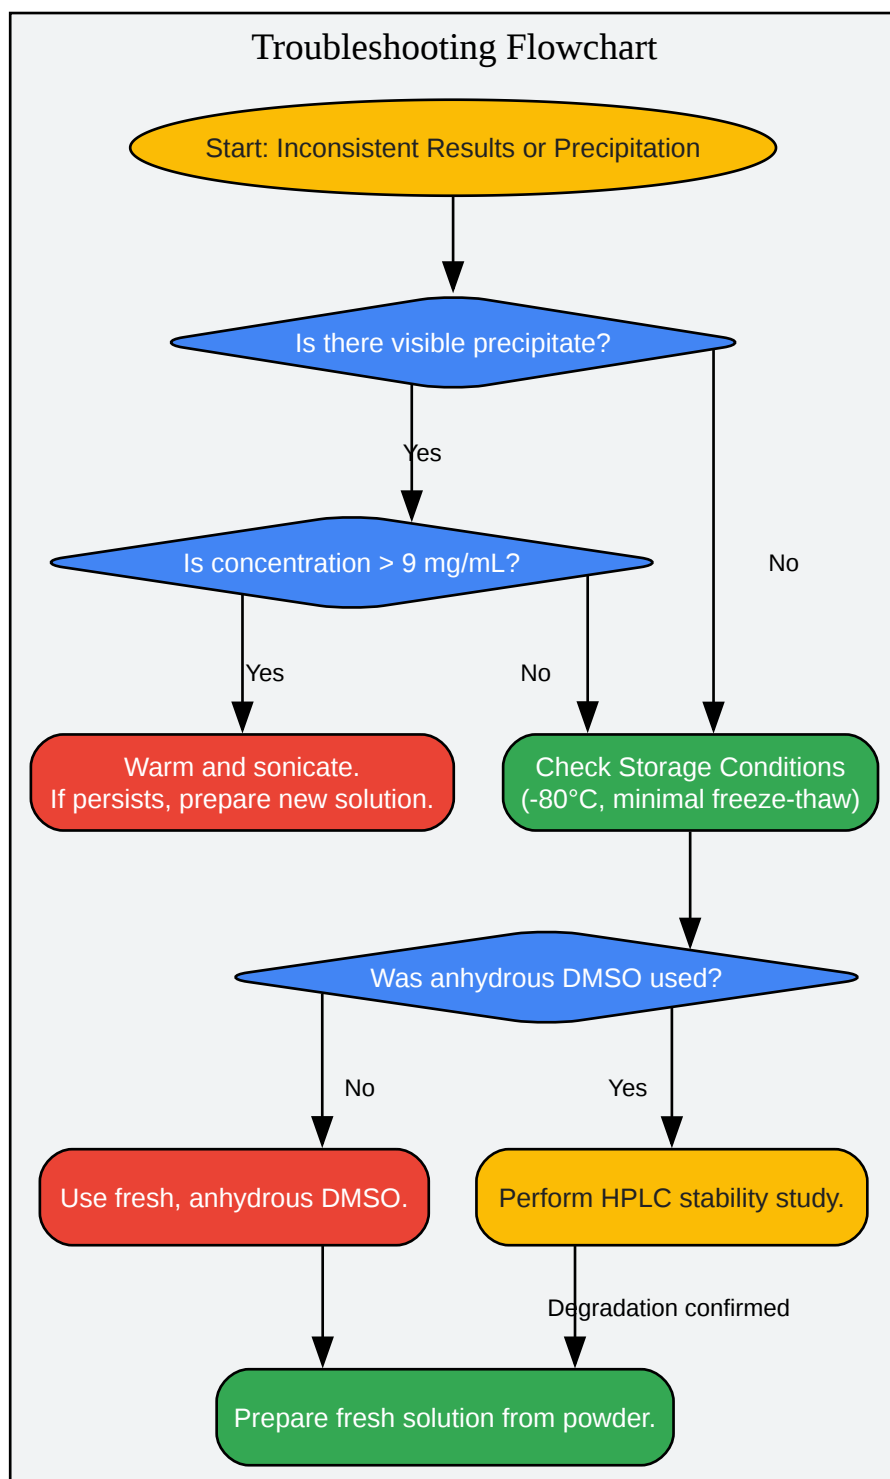 Troubleshooting Flowchart
Start: Inconsistent Results or Precipitation
Is there visible precipitate?
Yes
Is concentration > 9 mg/mL?
No
Yes
No
Warm and sonicate.
If persists, prepare new solution.
Check Storage Conditions
(-80°C, minimal freeze-thaw)
Was anhydrous DMSO used?
No
Yes
Use fresh, anhydrous DMSO.
Perform HPLC stability study.
Degradation confirmed
Prepare fresh solution from powder.